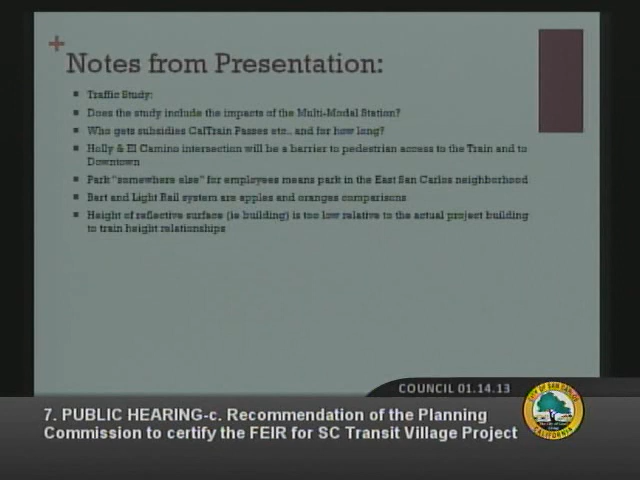 +
Notes from Presentation:
Traffic Study:
Does the study include the impacts of the Multi-Modal Station?
Who gets subsidies CalTrain Passes etc.. and for how long?
Holly & El Camino intersection will be a barrier to pedestrian access to the Train and to
Downtown
Park "somewhere else" for employees means park in the East San Carlos neighborhood
Bart and Light Rail system are apples and oranges comparisons
Height of reflective surface (ie building) is too low relative to the actual project building
to train height relationships
COUNCIL 01.14.13
CITY OF SAN CARLOS
CALIFORNIA
7. PUBLIC HEARING-c. Recommendation of the Planning
Commission to certify the FEIR for SC Transit Village Project